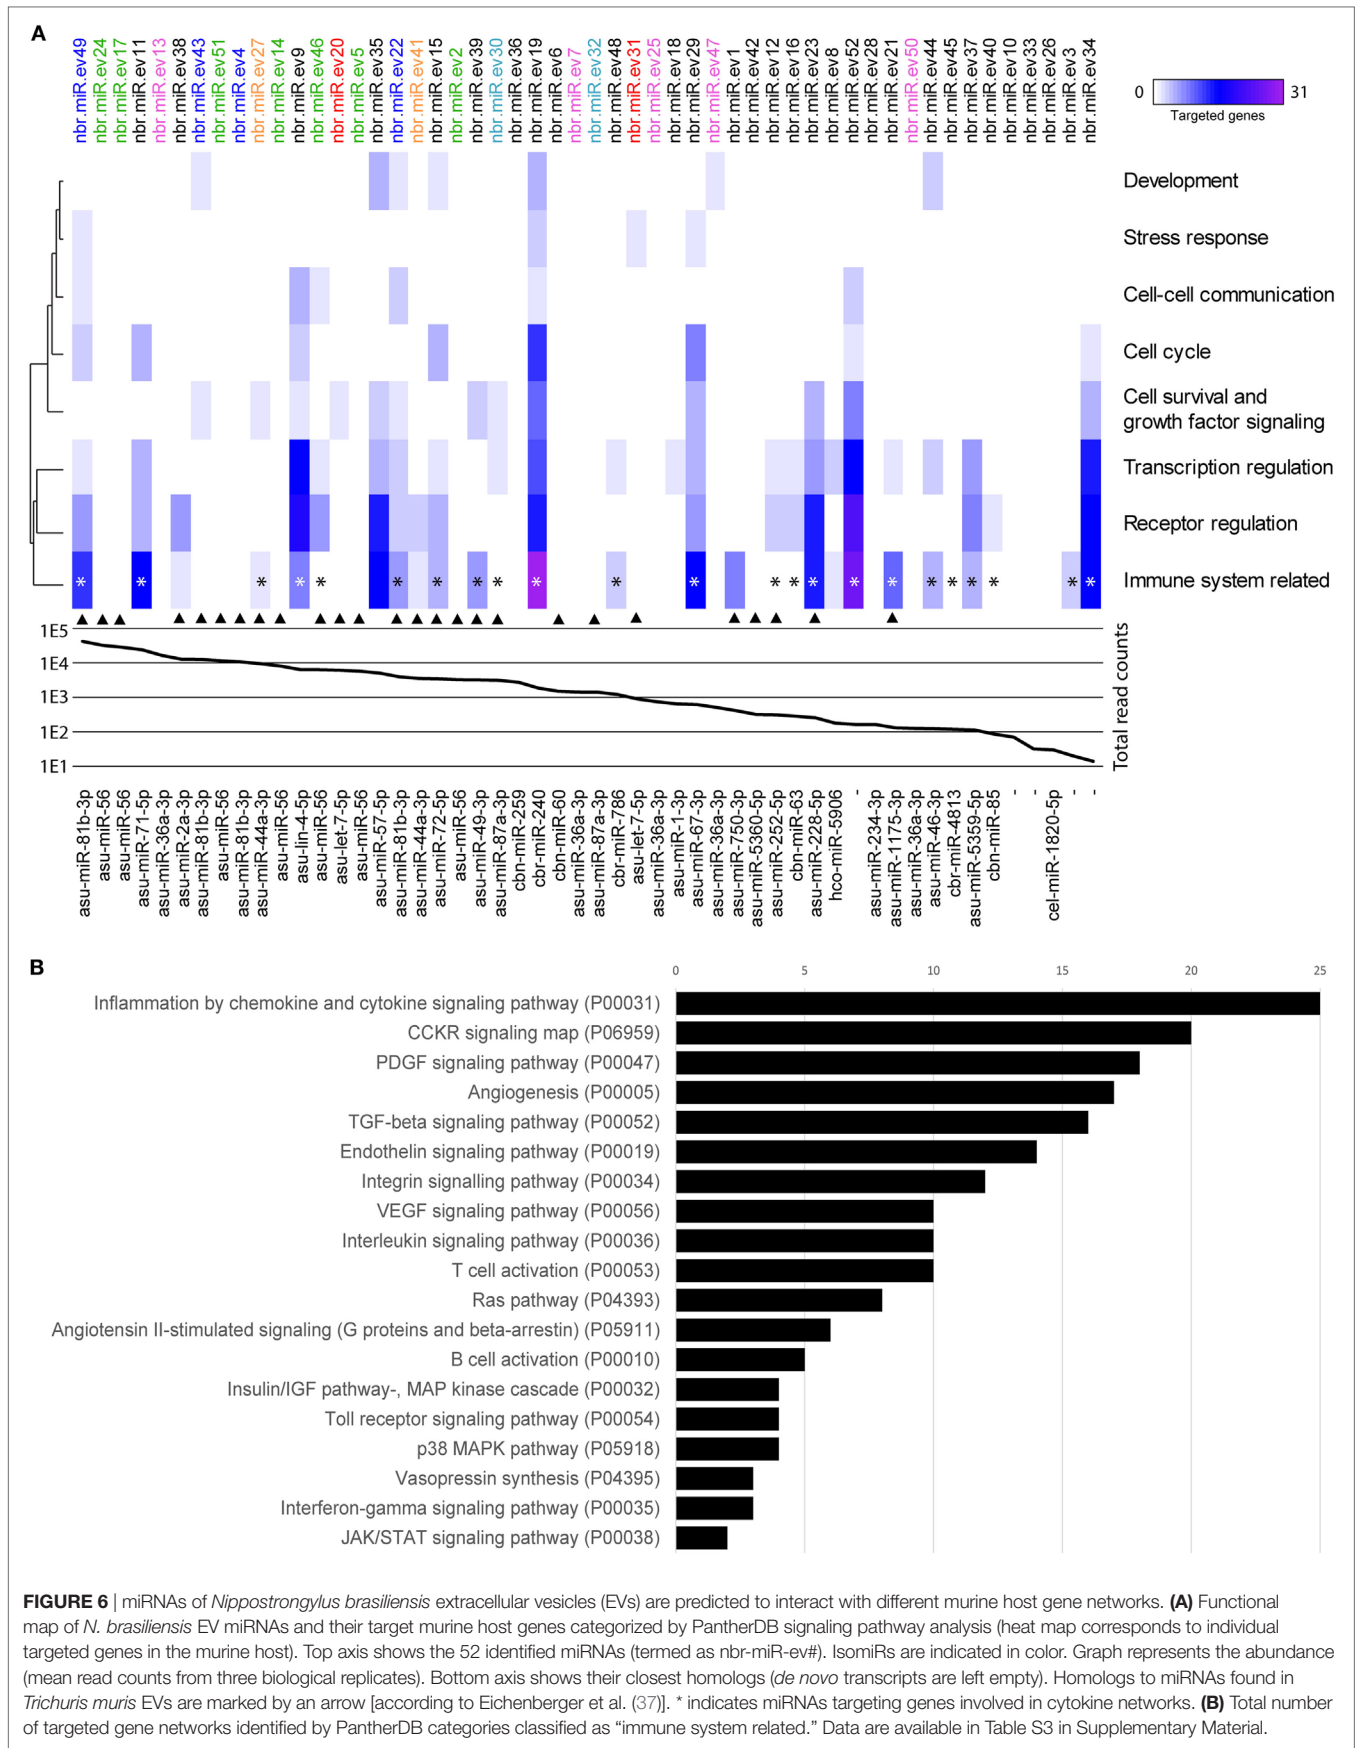 A
nbr.miR.ev49
nbr.miR.ev24
nbr.miR.ev17
nbr.miR.ev11
nbr.miR.ev13
nbr.miR.ev38
nbr.miR.ev43
nbr.miR.ev51
nbr.miR.ev4
nbr.miR.ev27
nbr.miR.ev14
nbr.miR.ev9
nbr.miR.ev46
nbr.miR.ev20
nbr.miR.ev5
nbr.miR.ev35
nbr.miR.ev22
nbr.miR.ev41
nbr.miR.ev15
nbr.miR.ev2
nbr.miR.ev39
nbr.miR.ev30
nbr.miR.ev36
nbr.miR.ev19
nbr.miR.ev6
nbr.miR.ev7
nbr.miR.ev32
nbr.miR.ev48
nbr.miR.ev31
nbr.miR.ev25
nbr.miR.ev18
nbr.miR.ev29
nbr.miR.ev47
nbr.miR.ev1
nbr.miR.ev42
nbr.miR.ev12
nbr.miR.ev16
nbr.miR.ev23
nbr.miR.ev8
nbr.miR.ev52
nbr.miR.ev28
nbr.miR.ev21
nbr.miR.ev50
nbr.miR.ev44
nbr.miR.ev45
nbr.miR.ev37
nbr.miR.ev40
nbr.miR.ev10
nbr.miR.ev33
nbr.miR.ev26
nbr.miR.ev3
nbr.miR.ev34
0 31
Targeted genes
Development
Stress response
Cell-cell communication
Cell cycle
Cell survival and
growth factor signaling
Transcription regulation
Receptor regulation
* * * * * * * * * * * * * * * * * * * * * * * * *
Immune system related
1E5
1E4
1E3
1E2
1E1
Total read counts
asu-miR-81b-3p
asu-miR-56
asu-miR-56
asu-miR-71-5p
asu-miR-36a-3p
asu-miR-2a-3p
asu-miR-81b-3p
asu-miR-56
asu-miR-81b-3p
asu-miR-44a-3p
asu-miR-56
asu-lin-4-5p
asu-miR-56
asu-let-7-5p
asu-miR-56
asu-miR-57-5p
asu-miR-81b-3p
asu-miR-44a-3p
asu-miR-72-5p
asu-miR-56
asu-miR-49-3p
asu-miR-87a-3p
cbn-miR-259
cbr-miR-240
cbn-miR-60
asu-miR-36a-3p
asu-miR-87a-3p
cbr-miR-786
asu-let-7-5p
asu-miR-36a-3p
asu-miR-1-3p
asu-miR-67-3p
asu-miR-36a-3p
asu-miR-750-3p
asu-miR-5360-5p
asu-miR-252-5p
cbn-miR-63
asu-miR-228-5p
hco-miR-5906
-
asu-miR-234-3p
asu-miR-1175-3p
asu-miR-36a-3p
asu-miR-46-3p
cbr-miR-4813
asu-miR-5359-5p
cbn-miR-85
-
-
cel-miR-1820-5p
-
-
B
0 5 10 15 20 25
Inflammation by chemokine and cytokine signaling pathway (P00031)
CCKR signaling map (P06959)
PDGF signaling pathway (P00047)
Angiogenesis (P00005)
TGF-beta signaling pathway (P00052)
Endothelin signaling pathway (P00019)
Integrin signalling pathway (P00034)
VEGF signaling pathway (P00056)
Interleukin signaling pathway (P00036)
T cell activation (P00053)
Ras pathway (P04393)
Angiotensin II-stimulated signaling (G proteins and beta-arrestin) (P05911)
B cell activation (P00010)
Insulin/IGF pathway-, MAP kinase cascade (P00032)
Toll receptor signaling pathway (P00054)
p38 MAPK pathway (P05918)
Vasopressin synthesis (P04395)
Interferon-gamma signaling pathway (P00035)
JAK/STAT signaling pathway (P00038)
FIGURE 6 | miRNAs of Nippostrongylus brasiliensis extracellular vesicles (EVs) are predicted to interact with different murine host gene networks. (A) Functional
map of N. brasiliensis EV miRNAs and their target murine host genes categorized by PantherDB signaling pathway analysis (heat map corresponds to individual
targeted genes in the murine host). Top axis shows the 52 identified miRNAs (termed as nbr-miR-ev#). IsomiRs are indicated in color. Graph represents the abundance
(mean read counts from three biological replicates). Bottom axis shows their closest homologs (de novo transcripts are left empty). Homologs to miRNAs found in
Trichuris muris EVs are marked by an arrow [according to Eichenberger et al. (37)]. * indicates miRNAs targeting genes involved in cytokine networks. (B) Total number
of targeted gene networks identified by PantherDB categories classified as “immune system related.” Data are available in Table S3 in Supplementary Material.